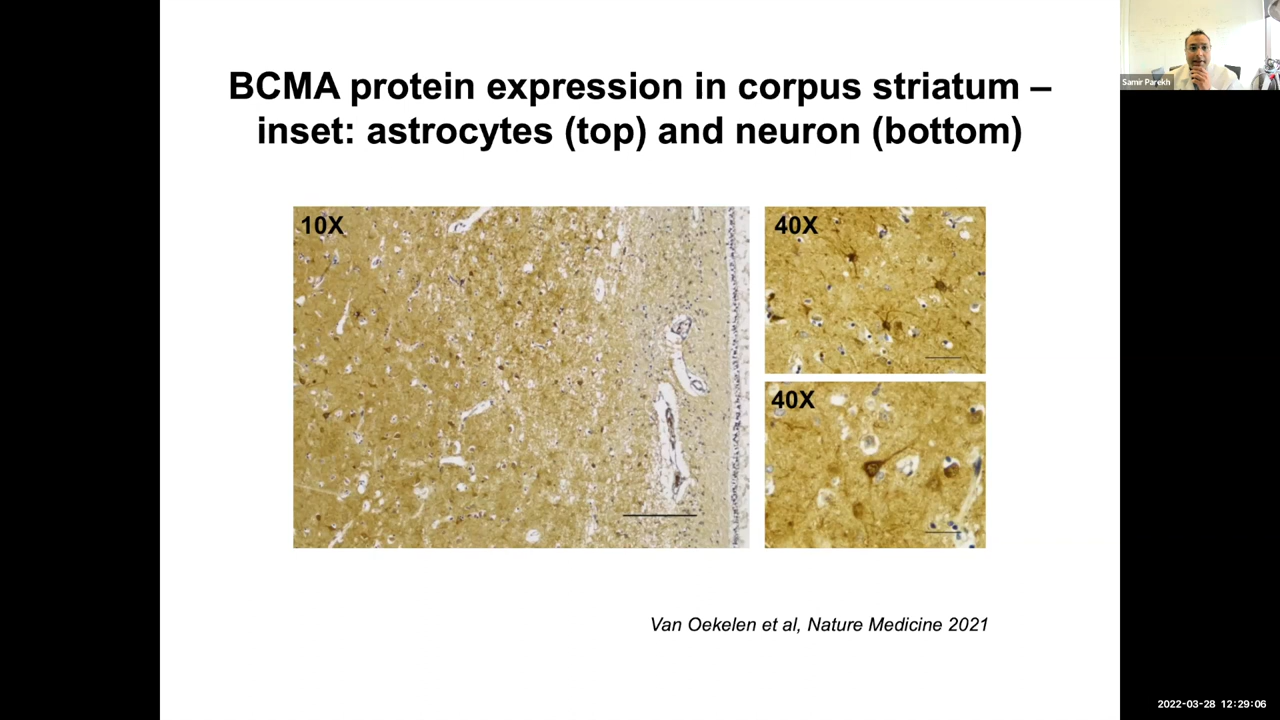 BCMA protein expression in corpus striatum –
inset: astrocytes (top) and neuron (bottom)
10X
40X
40X
Van Oekelen et al, Nature Medicine 2021
Samir Parekh
2022-03-28 12:29:06